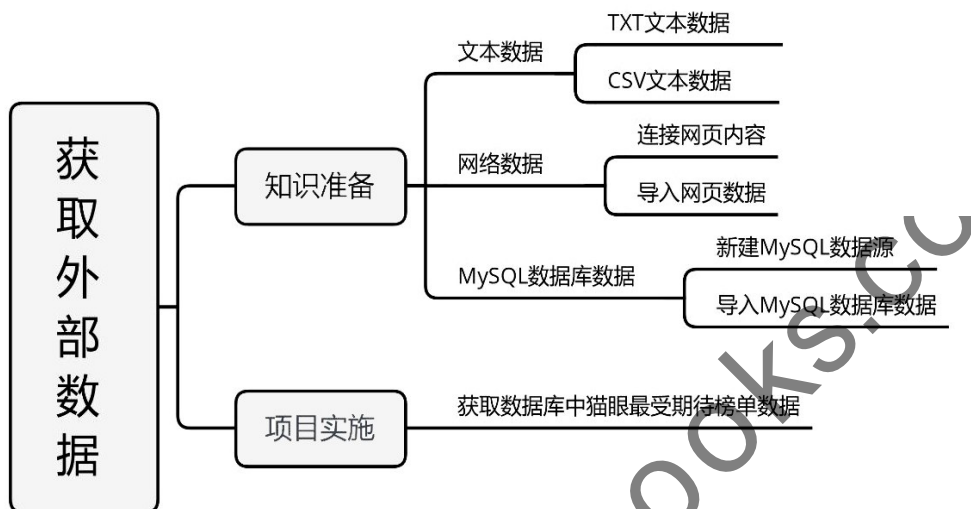 获取外部数据
知识准备
文本数据
TXT文本数据
CSV文本数据
网络数据
连接网页内容
导入网页数据
MySQL数据库数据
新建MySQL数据源
导入MySQL数据库数据
项目实施
获取数据库中猫眼最受期待榜单数据
ooks.co